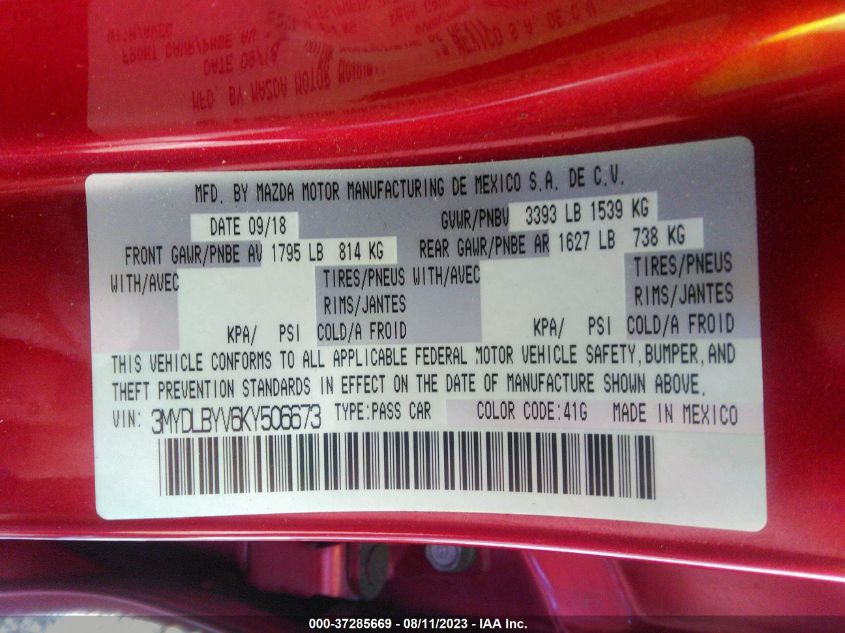 MFD. BY MAZDA MOTOR MANUFACTURING DE MEXICO S.A. DE C.V.
DATE 09/18 GVWR/PNBV 3393 LB 1539 KG
FRONT GAWR/PNBE AV 1795 LB 814 KG REAR GAWR/PNBE AR 1627 LB 738 KG
WITH/AVEC TIRES/PNEUS WITH/AVEC TIRES/PNEUS
RIMS/JANTES RIMS/JANTES
KPA/ PSI COLD/A FROID KPA/ PSI COLD/A FROID
THIS VEHICLE CONFORMS TO ALL APPLICABLE FEDERAL MOTOR VEHICLE SAFETY, BUMPER, AND
THEFT PREVENTION STANDARDS IN EFFECT ON THE DATE OF MANUFACTURE SHOWN ABOVE.
VIN: 3MYDLBYV6KY506673 TYPE:PASS CAR COLOR CODE:41G MADE IN MEXICO
000-37285669 - 08/11/2023 - IAA Inc.